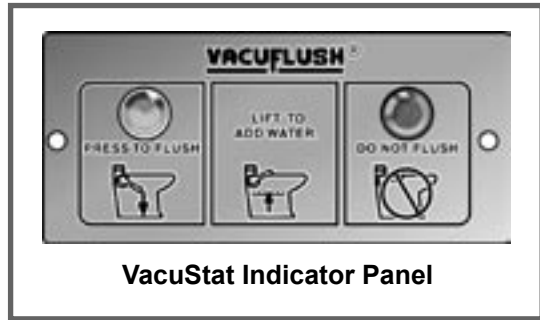 VACUFLUSH®
PRESS TO FLUSH
LIFT TO
ADD WATER
DO NOT FLUSH
VacuStat Indicator Panel